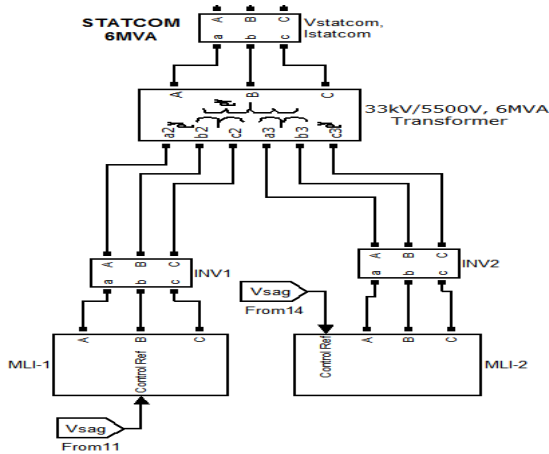 STATCOM
6MVA
A B C
a b c
Vstatcom,
Istatcom
A B C
a2 b2 c2 a3 b3 c3
33kV/5500V, 6MVA
Transformer
A B C
a b c
INV1
A B C
a b c
INV2
Vsag
From14
MLI-1
A B C
Control Ref
Control Ref
A B C
MLI-2
Vsag
From11